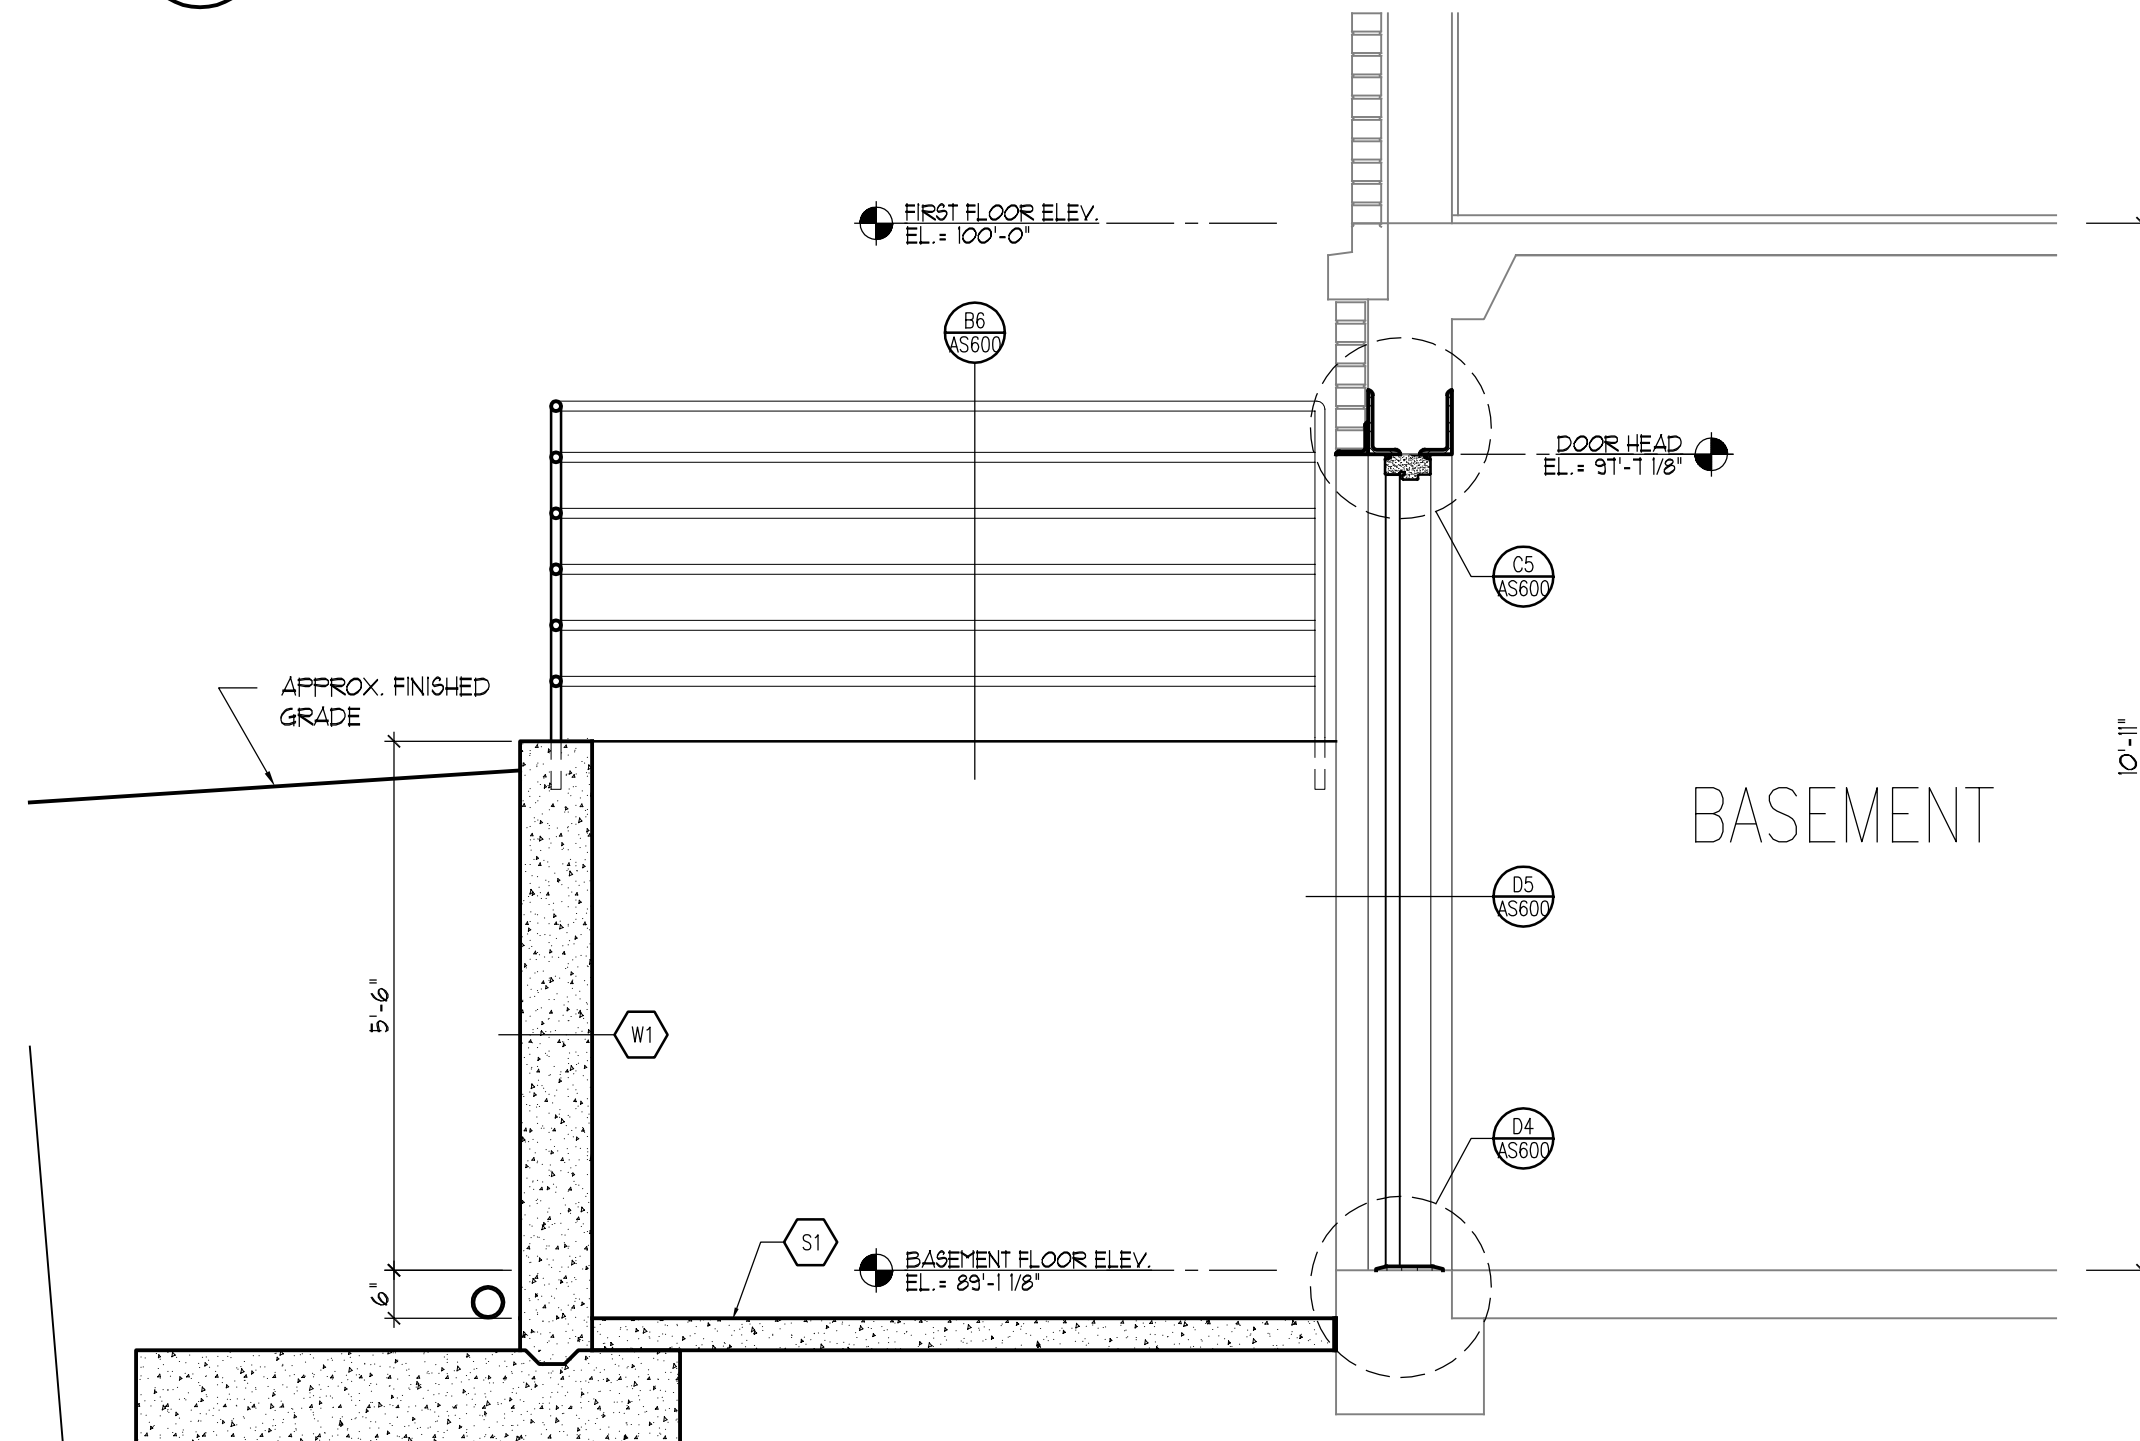 FIRST FLOOR ELEV.
EL.= 100'-0"
B6
AS600
DOOR HEAD
EL.= 97'-7 1/8"
C5
AS600
APPROX. FINISHED
GRADE
10'-11"
BASEMENT
D5
AS600
5'-6"
W1
D4
AS600
S1
BASEMENT FLOOR ELEV.
EL.= 89'-1 1/8"
6"